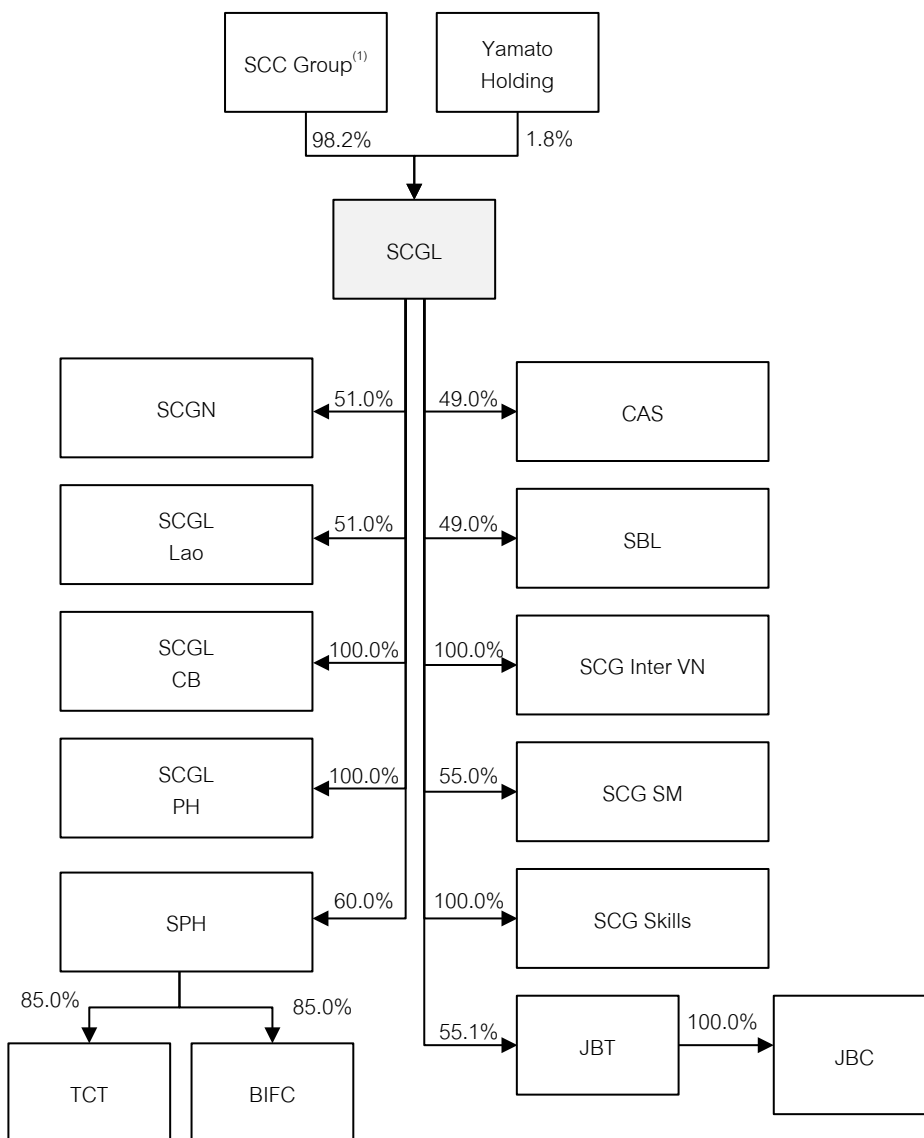 SCC Group(1)
Yamato
Holding
98.2%
1.8%
SCGL
SCGN
51.0%
49.0%
CAS
SCGL
Lao
51.0%
49.0%
SBL
SCGL
CB
100.0%
100.0%
SCG Inter VN
SCGL
PH
100.0%
55.0%
SCG SM
SPH
60.0%
100.0%
SCG Skills
85.0%
85.0%
TCT
BIFC
55.1%
JBT
100.0%
JBC